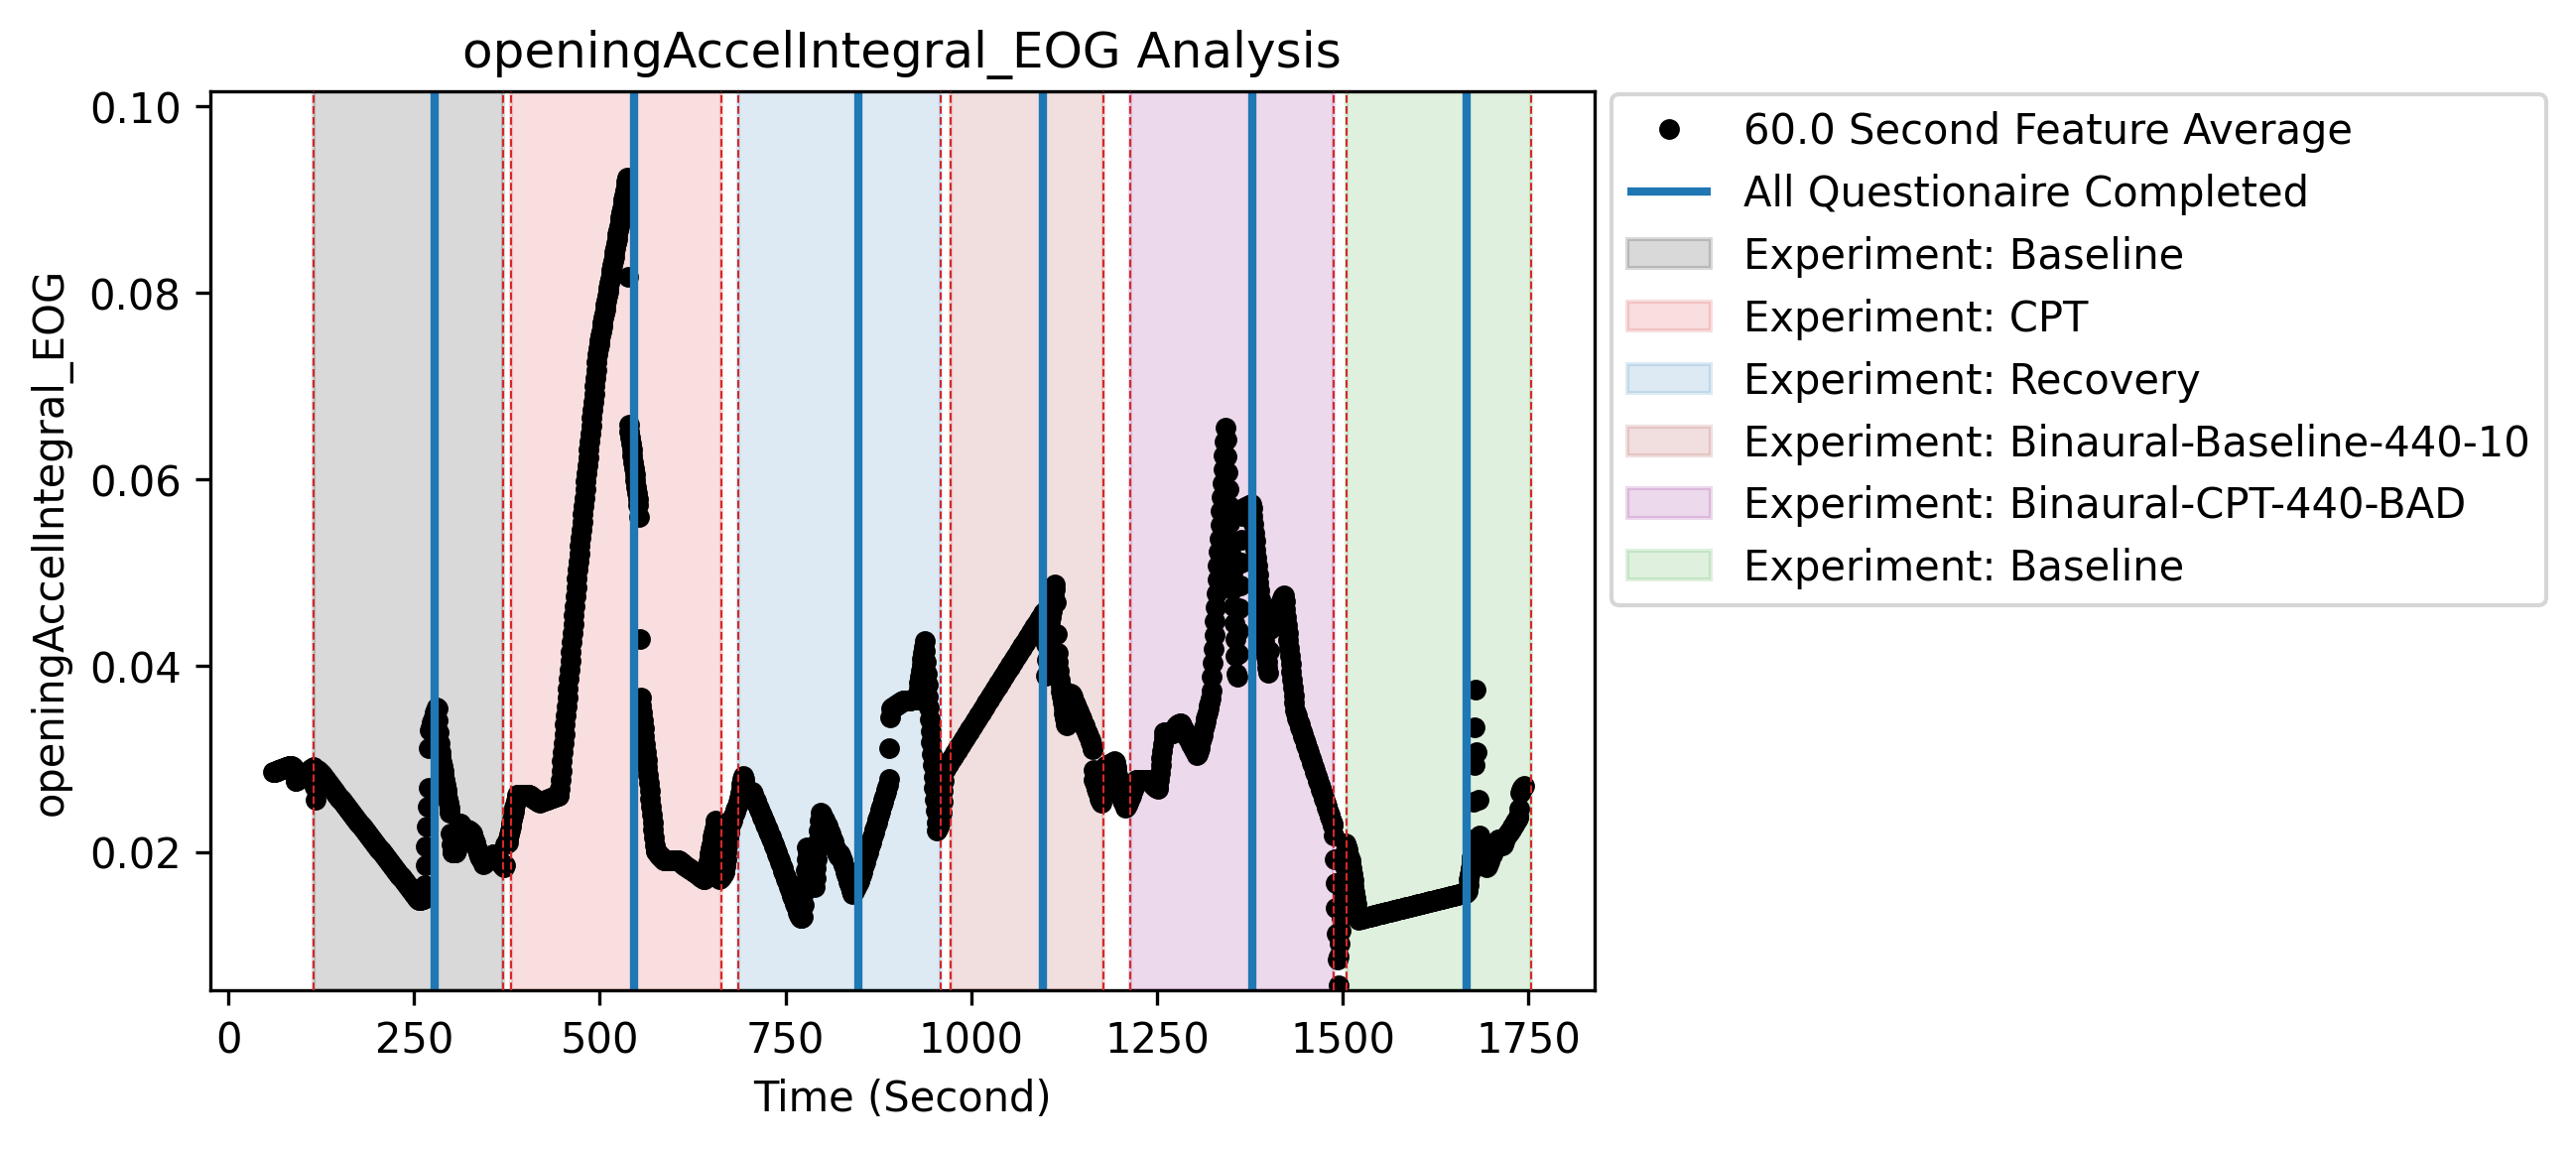 openingAccelIntegral_EOG Analysis
openingAccelIntegral_EOG
0.10
0.08
0.06
0.04
0.02
0 250 500 750 1000 1250 1500 1750
Time (Second)
60.0 Second Feature Average
All Questionaire Completed
Experiment: Baseline
Experiment: CPT
Experiment: Recovery
Experiment: Binaural-Baseline-440-10
Experiment: Binaural-CPT-440-BAD
Experiment: Baseline